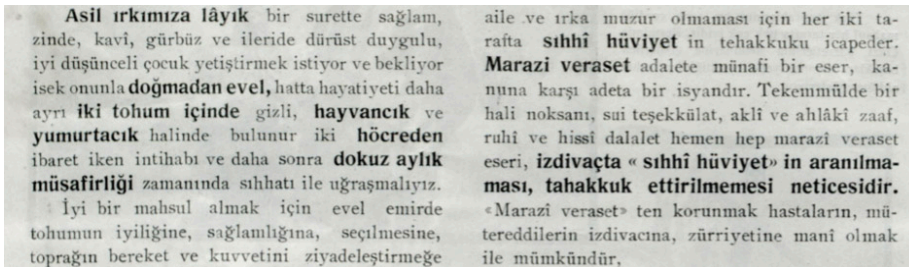 Asil ırkımıza lâyık bir surette sağlam,
zinde, kavi, gürbüz ve ileride dürüst duygulu,
iyi düşünceli çocuk yetiştirmek istiyor ve bekliyor
isek onunla doğmadan evel, hatta hayatiyeti daha
ayrı iki tohum içinde gizli, hayvancık ve
yumurtacık halinde bulunur iki höcreden
ibaret iken intihabı ve daha sonra dokuz aylık
müsafirliği zamanında sıhhatı ile uğraşmalıyız.
İyi bir mahsul almak için evel emirde
tohumun iyiliğine, sağlamlığına, seçilmesine,
toprağın bereket ve kuvvetini ziyadeleştirmeğe
aile ve ırka muzur olmaması için her iki ta-
rafta sıhhî hüviyet in tehakkuku icapeder.
Marazi veraset adalete münafi bir eser, ka-
nuna karşı adeta bir isyandır. Tekemmülde bir
hali noksanı, sui teşekkülat, aklî ve ahlâki zaaf,
ruhî ve hissî dalalet hemen hep marazî veraset
eseri, izdivaçta « sıhhî hüviyet» in aranılma-
ması, tahakkuk ettirilmemesi neticesidir.
«Marazî veraset» ten korunmak hastaların, mü-
tereddilerin izdivacına, zürriyetine mani olmak
ile mümkündür,